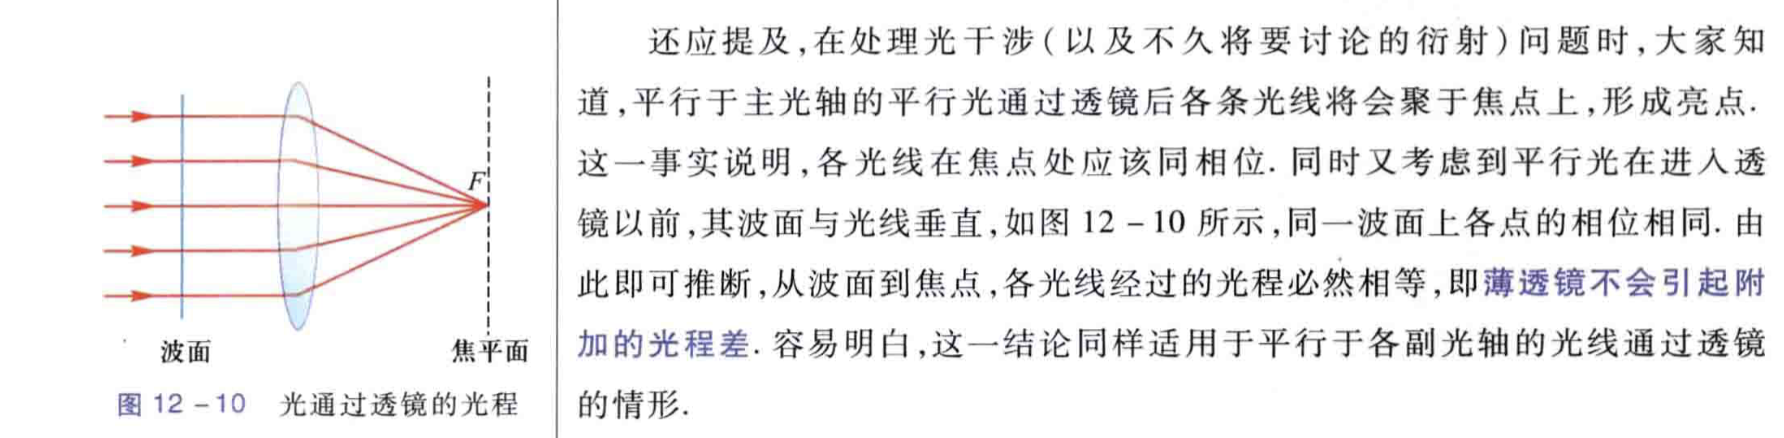 F
波面
焦平面
图 12－10 光通过透镜的光程
还应提及,在处理光干涉(以及不久将要讨论的衍射)问题时,大家知
道,平行于主光轴的平行光通过透镜后各条光线将会聚于焦点上,形成亮点.
这一事实说明,各光线在焦点处应该同相位. 同时又考虑到平行光在进入透
镜以前,其波面与光线垂直,如图 12－10 所示,同一波面上各点的相位相同. 由
此即可推断,从波面到焦点,各光线经过的光程必然相等,即薄透镜不会引起附
加的光程差. 容易明白,这一结论同样适用于平行于各副光轴的光线通过透镜
的情形.